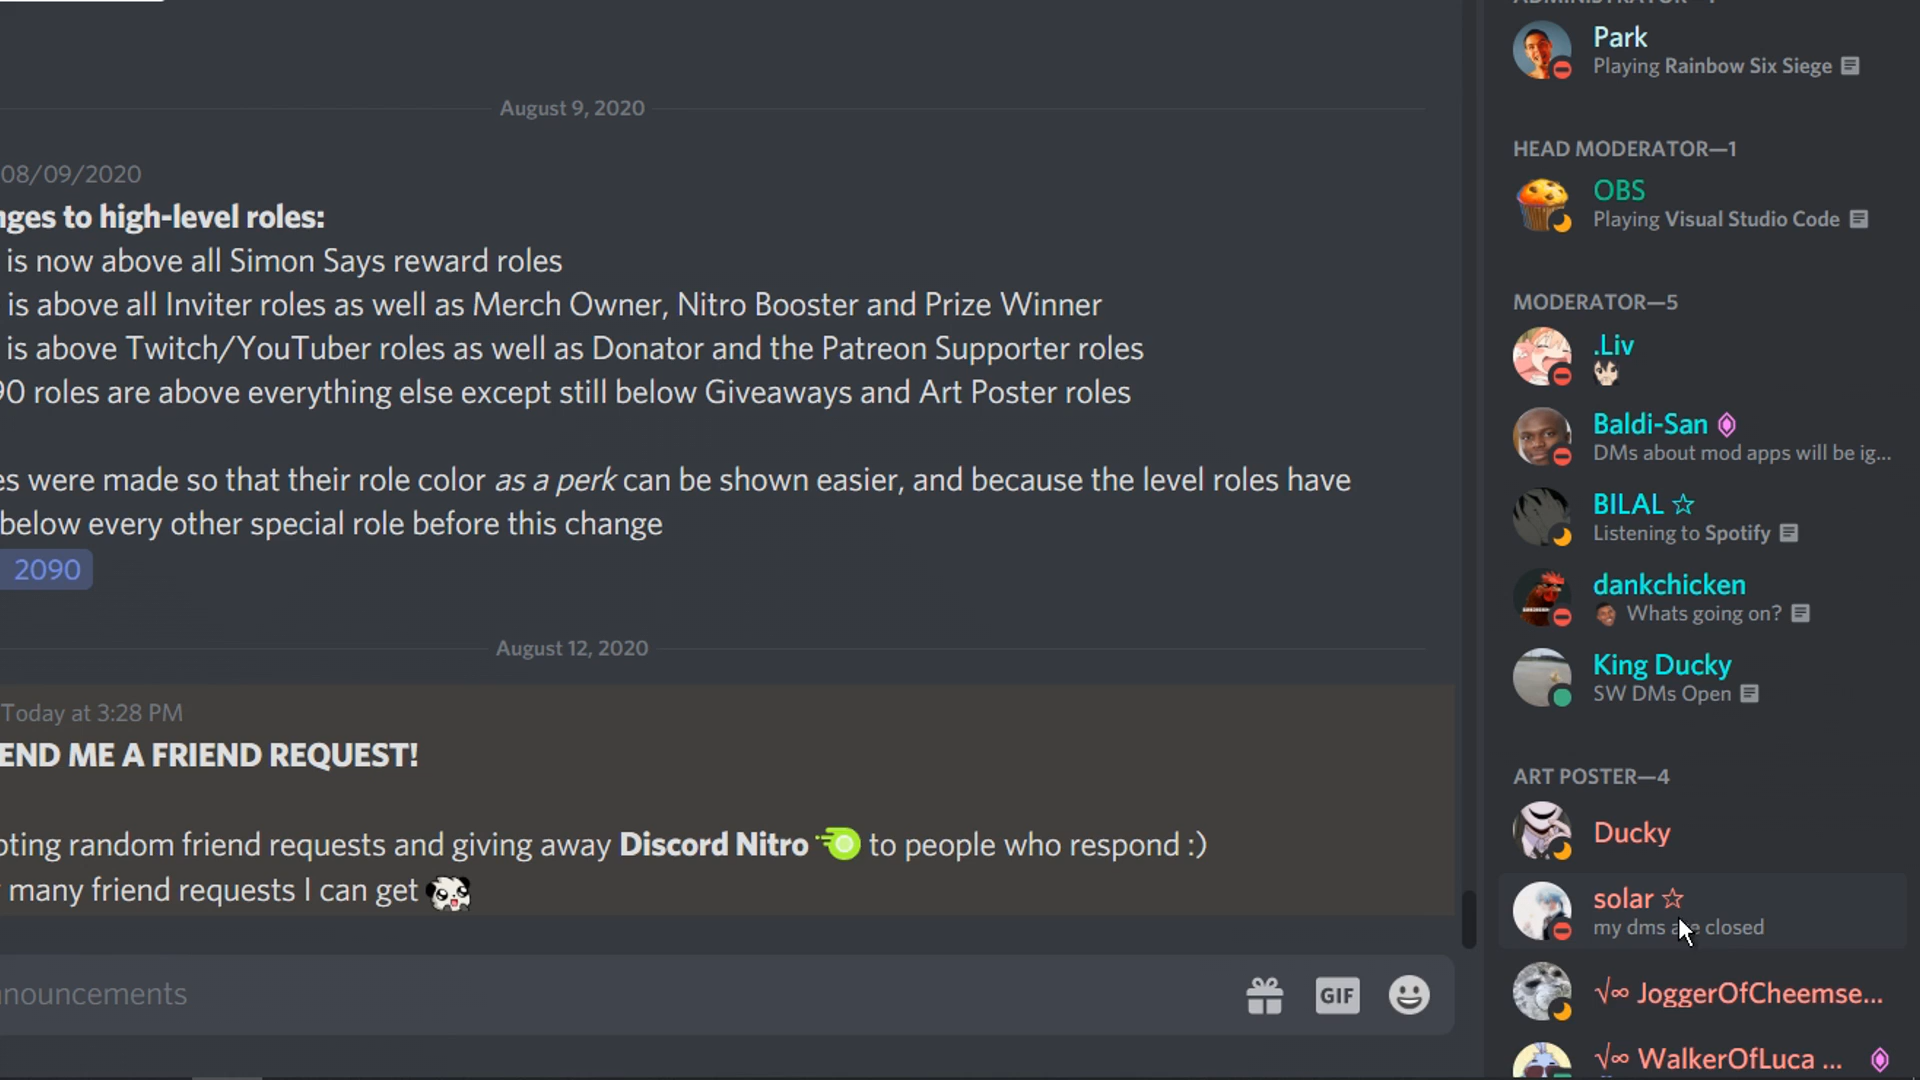 August 9, 2020
08/09/2020
nges to high-level roles:
is now above all Simon Says reward roles
is above all Inviter roles as well as Merch Owner, Nitro Booster and Prize Winner
is above Twitch/YouTuber roles as well as Donator and the Patreon Supporter roles
90 roles are above everything else except still below Giveaways and Art Poster roles
es were made so that their role color as a perk can be shown easier, and because the level roles have
below every other special role before this change
2090
August 12, 2020
Today at 3:28 PM
END ME A FRIEND REQUEST!
pting random friend requests and giving away Discord Nitro to people who respond :)
many friend requests I can get
nnouncements
GIF
ADMINISTRATOR—1
Park
Playing Rainbow Six Siege
HEAD MODERATOR—1
OBS
Playing Visual Studio Code
MODERATOR—5
.Liv
Baldi-San
DMs about mod apps will be ig...
BILAL ☆
Listening to Spotify
dankchicken
Whats going on?
King Ducky
SW DMs Open
ART POSTER—4
Ducky
solar ☆
my dms are closed
√∞ JoggerOfCheemse...
√∞ WalkerOfLuca ...